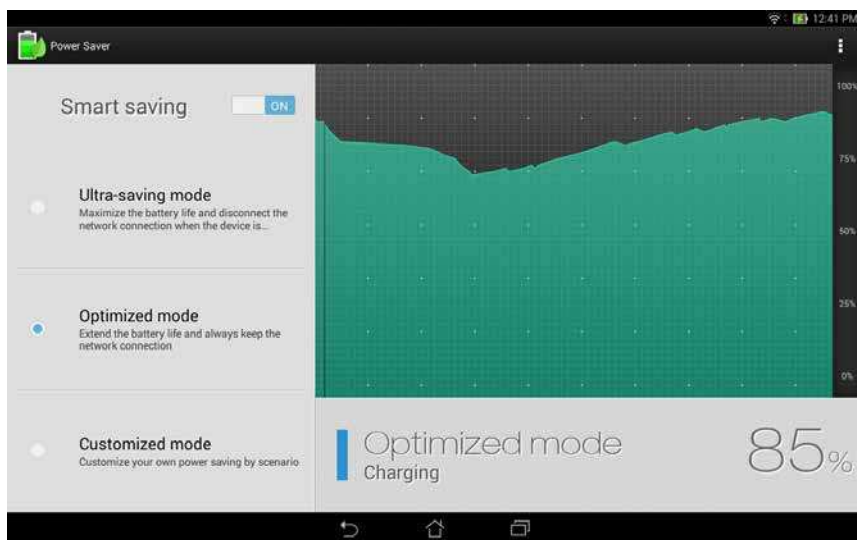 12:41 PM
Power Saver
Smart saving
ON
Ultra-saving mode
Maximize the battery life and disconnect the
network connection when the device is...
Optimized mode
Extend the battery life and always keep the
network connection
Customized mode
Customize your own power saving by scenario
100%
75%
50%
25%
0%
Optimized mode
Charging
85%